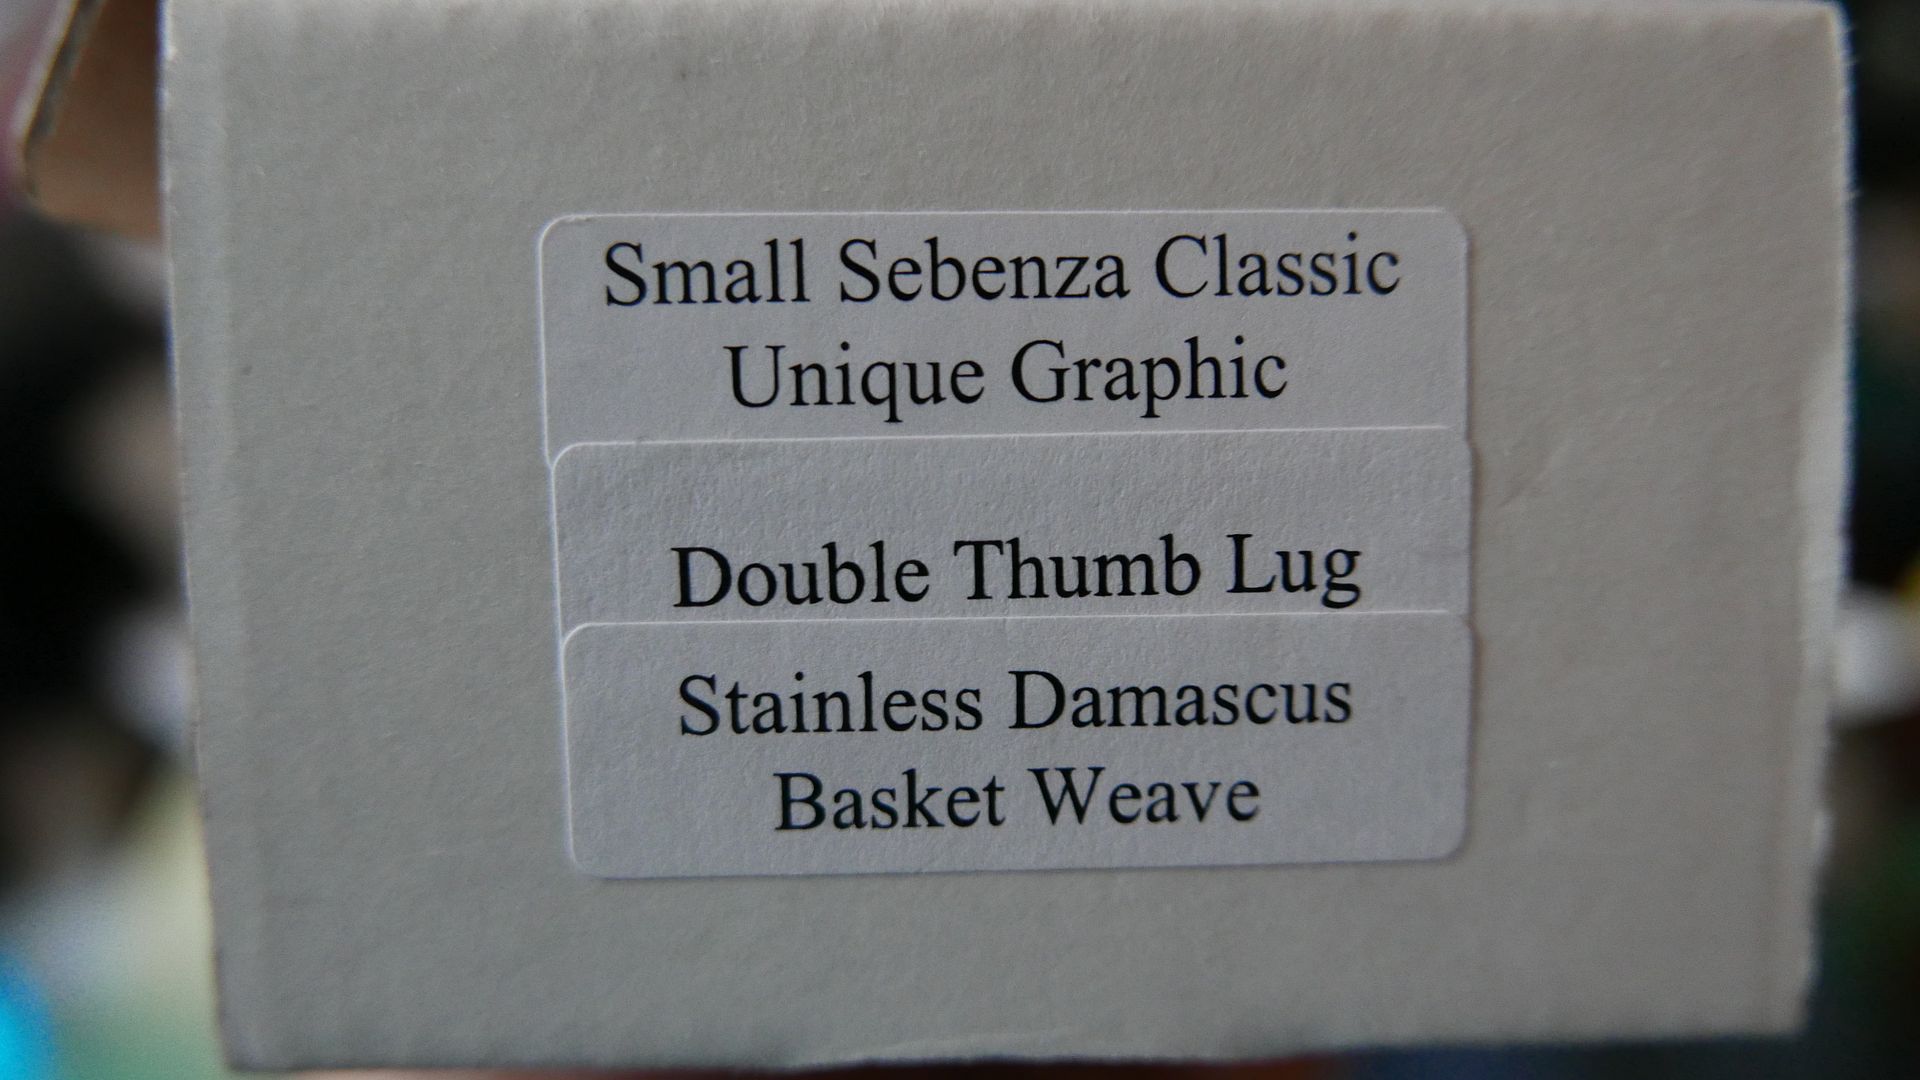 Small Sebenza Classic
Unique Graphic
Double Thumb Lug
Stainless Damascus
Basket Weave